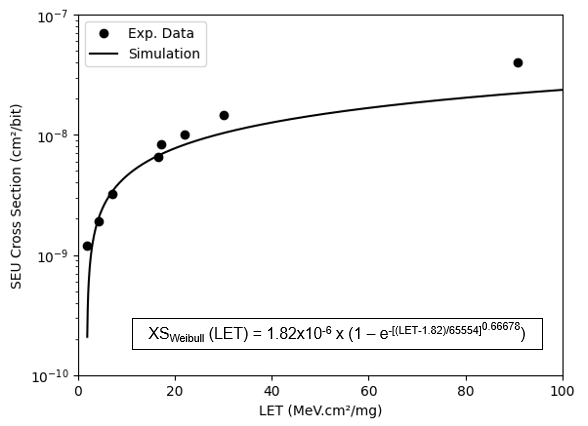 10⁻⁷
Exp. Data
Simulation
10⁻⁸
SEU Cross Section (cm²/bit)
10⁻⁹
XS_Weibull (LET) = 1.82x10⁻⁶ x (1 – e^-[(LET-1.82)/65554]^0.66678)
10⁻¹⁰
0 20 40 60 80 100
LET (MeV.cm²/mg)